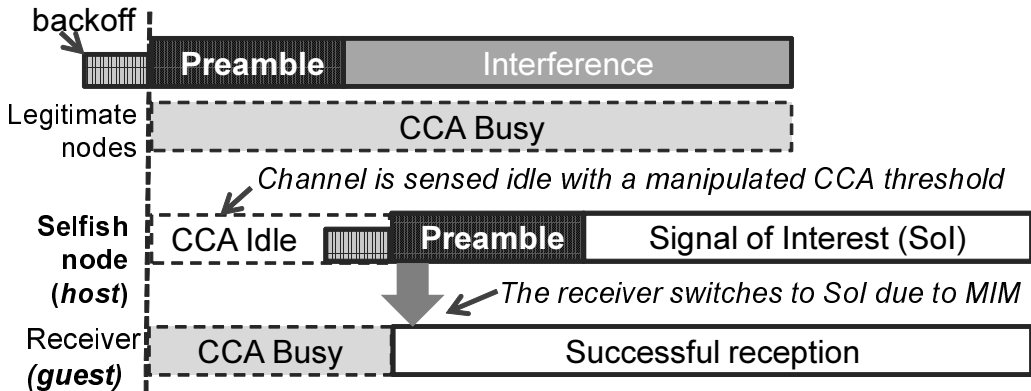 backoff
Preamble
Interference
Legitimate
nodes
CCA Busy
Channel is sensed idle with a manipulated CCA threshold
Selfish
node
(host)
CCA Idle
Preamble
Signal of Interest (SoI)
The receiver switches to SoI due to MIM
Receiver
(guest)
CCA Busy
Successful reception